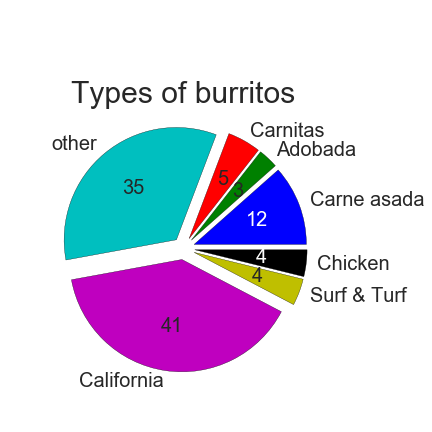 Types of burritos
Carnitas
other
Adobada
5
35
3
Carne asada
12
4
Chicken
4
Surf & Turf
41
California